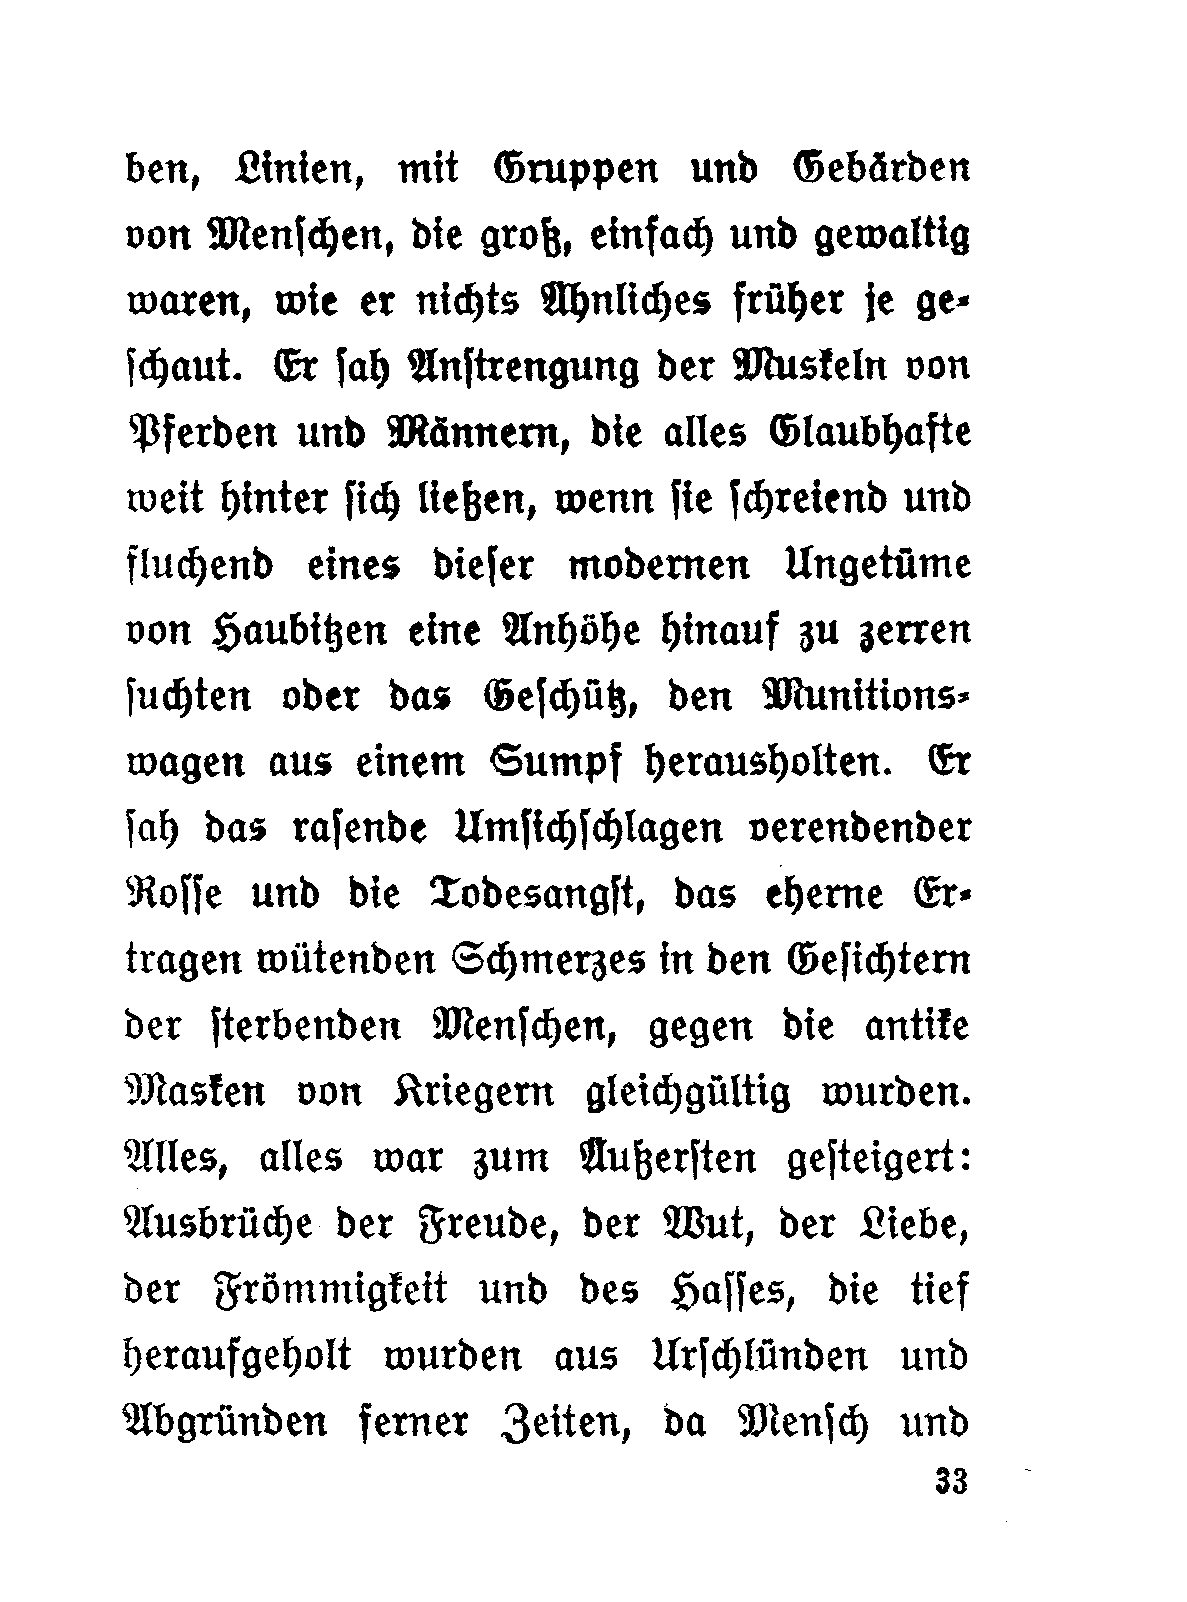 ben, Linien, mit Gruppen und Gebärden
von Menſchen, die groß, einfach und gewaltig
waren, wie er nichts Ähnliches früher je ge-
ſchaut. Er ſah Anſtrengung der Muskeln von
Pferden und Männern, die alles Glaubhafte
weit hinter ſich ließen, wenn ſie ſchreiend und
fluchend eines dieſer modernen Ungetüme
von Haubitzen eine Anhöhe hinauf zu zerren
ſuchten oder das Geſchütz, den Munitions-
wagen aus einem Sumpf herausholten. Er
ſah das raſende Umſichſchlagen verendender
Roſſe und die Todesangſt, das eherne Er-
tragen wütenden Schmerzes in den Geſichtern
der ſterbenden Menſchen, gegen die antike
Masken von Kriegern gleichgültig wurden.
Alles, alles war zum Äußerſten geſteigert:
Ausbrüche der Freude, der Wut, der Liebe,
der Frömmigkeit und des Haſſes, die tief
heraufgeholt wurden aus Urſchlünden und
Abgründen ferner Zeiten, da Menſch und
33